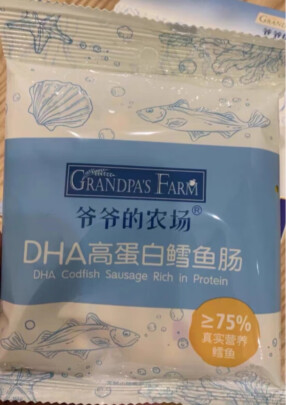 GRANDPA'S FARM
爷爷的农场®
DHA高蛋白鳕鱼肠
DHA Codfish Sausage Rich in Protein
≥75%
真实营养
鳕鱼